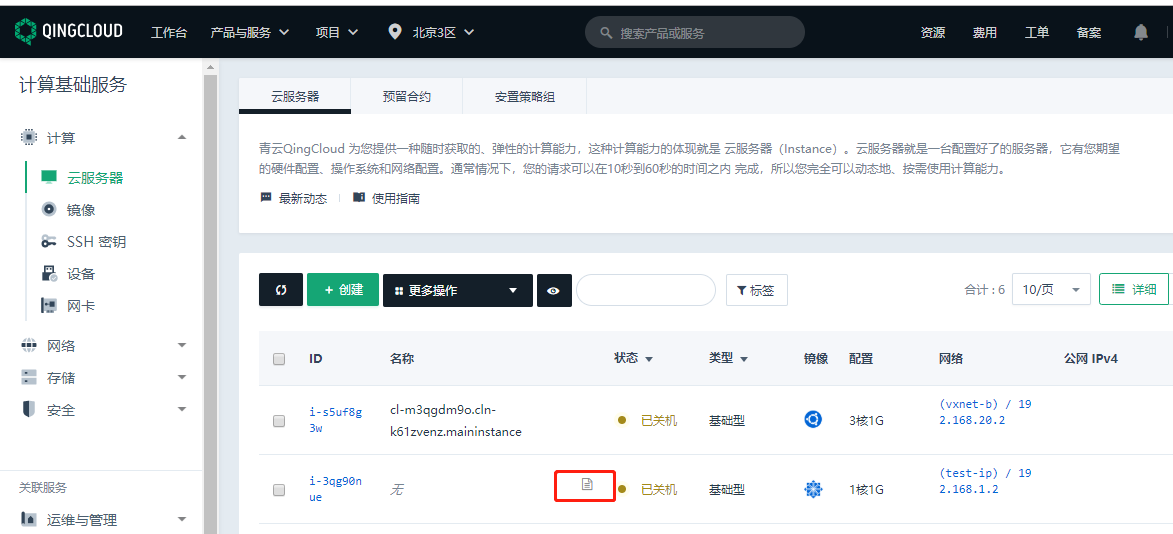 QINGCLOUD 工作台 产品与服务 项目 北京3区 搜索产品或服务 资源 费用 工单 备案
计算基础服务
计算
云服务器
镜像
SSH 密钥
设备
网卡
网络
存储
安全
关联服务
运维与管理
云服务器 预留合约 安置策略组
青云QingCloud 为您提供一种随时获取的、弹性的计算能力，这种计算能力的体现就是 云服务器（Instance）。云服务器就是一台配置好了的服务器，它有您期望
的硬件配置、操作系统和网络配置。通常情况下，您的请求可以在10秒到60秒的时间之内 完成，所以您完全可以动态地、按需使用计算能力。
最新动态 使用指南
+ 创建 更多操作 标签 合计 : 6 10/页 详细
ID 名称 状态 类型 镜像 配置 网络 公网 IPv4
i-s5uf8g
3w
cl-m3qgdm9o.cln-
k61zvenz.maininstance
已关机 基础型 3核1G
(vxnet-b) / 19
2.168.20.2
i-3qg90n
ue
无 已关机 基础型 1核1G
(test-ip) / 19
2.168.1.2